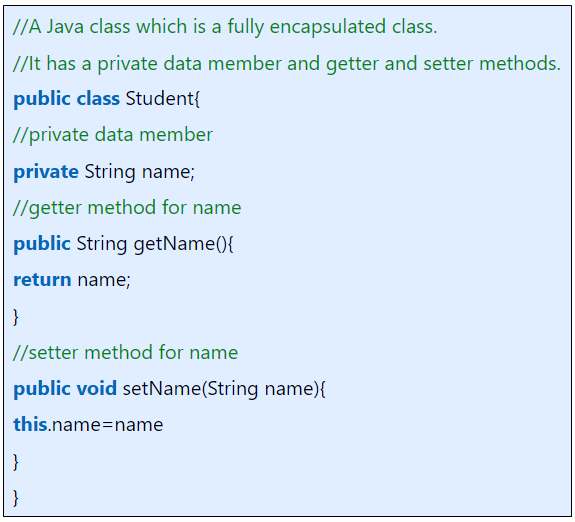 //A Java class which is a fully encapsulated class.
//It has a private data member and getter and setter methods.
public class Student{
//private data member
private String name;
//getter method for name
public String getName(){
return name;
}
//setter method for name
public void setName(String name){
this.name=name
}
}